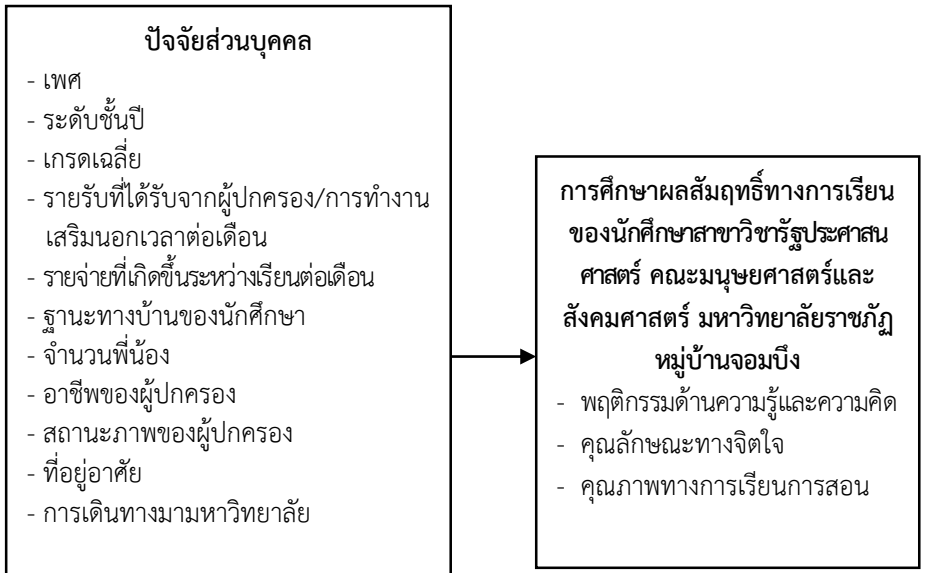 ปัจจัยส่วนบุคคล
- เพศ
- ระดับชั้นปี
- เกรดเฉลี่ย
- รายรับที่ได้รับจากผู้ปกครอง/การทำงาน
เสริมนอกเวลาต่อเดือน
- รายจ่ายที่เกิดขึ้นระหว่างเรียนต่อเดือน
- ฐานะทางบ้านของนักศึกษา
- จำนวนพี่น้อง
- อาชีพของผู้ปกครอง
- สถานะภาพของผู้ปกครอง
- ที่อยู่อาศัย
- การเดินทางมามหาวิทยาลัย
การศึกษาผลสัมฤทธิ์ทางการเรียน
ของนักศึกษาสาขาวิชารัฐประศาสน
ศาสตร์ คณะมนุษยศาสตร์และ
สังคมศาสตร์ มหาวิทยาลัยราชภัฏ
หมู่บ้านจอมบึง
- พฤติกรรมด้านความรู้และความคิด
- คุณลักษณะทางจิตใจ
- คุณภาพทางการเรียนการสอน